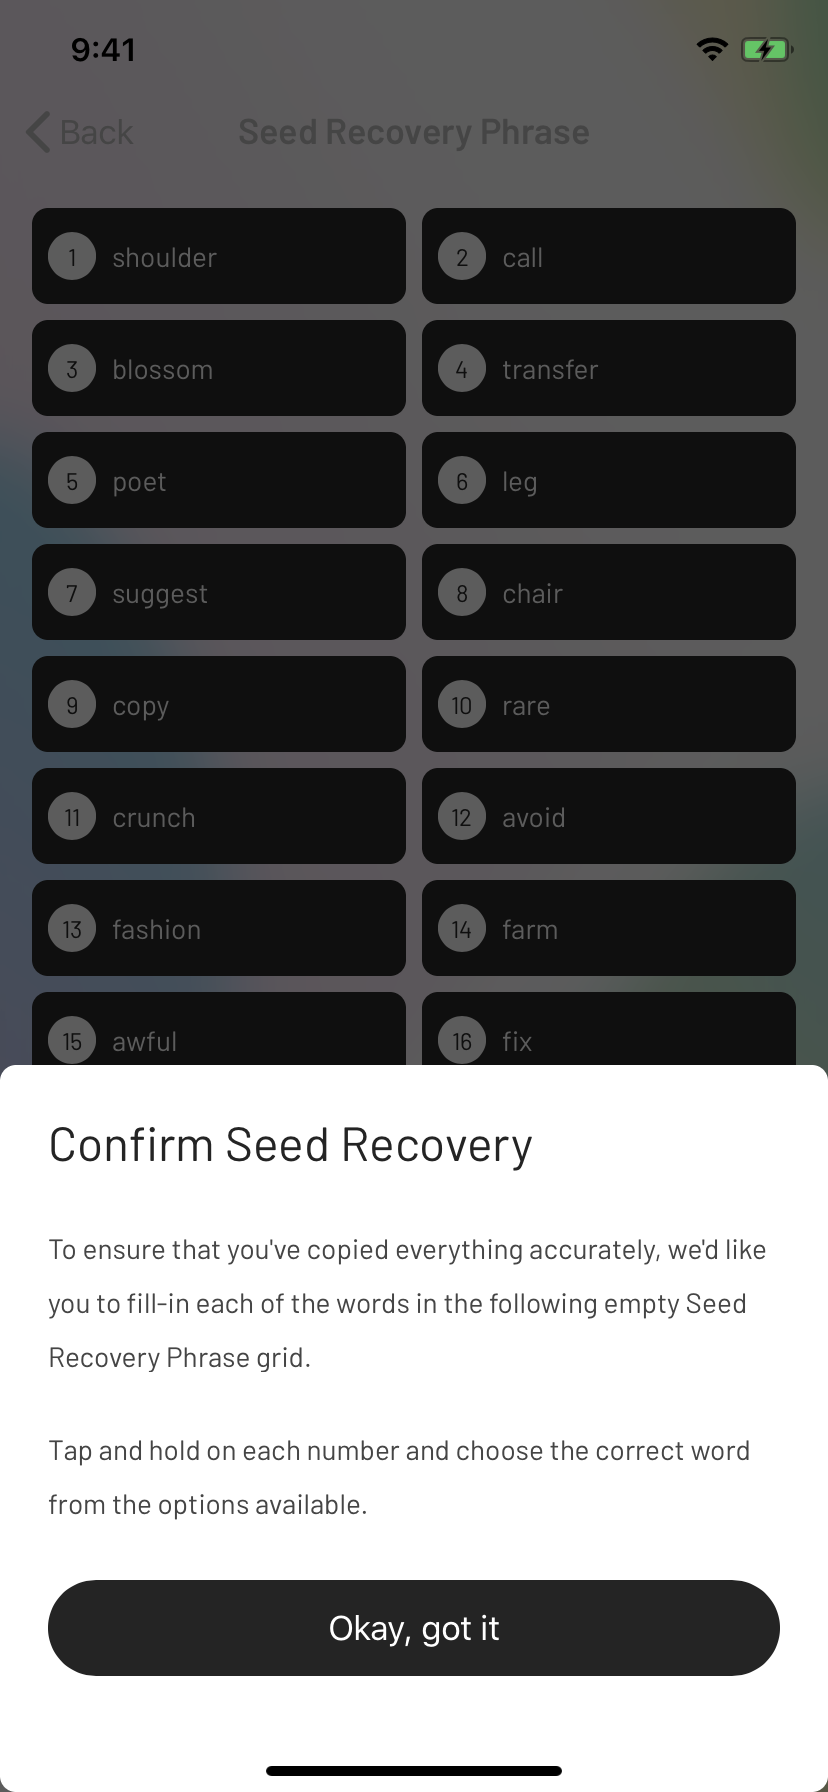 9:41
Back
Seed Recovery Phrase
1 shoulder
2 call
3 blossom
4 transfer
5 poet
6 leg
7 suggest
8 chair
9 copy
10 rare
11 crunch
12 avoid
13 fashion
14 farm
15 awful
16 fix
Confirm Seed Recovery
To ensure that you've copied everything accurately, we'd like
you to fill-in each of the words in the following empty Seed
Recovery Phrase grid.
Tap and hold on each number and choose the correct word
from the options available.
Okay, got it